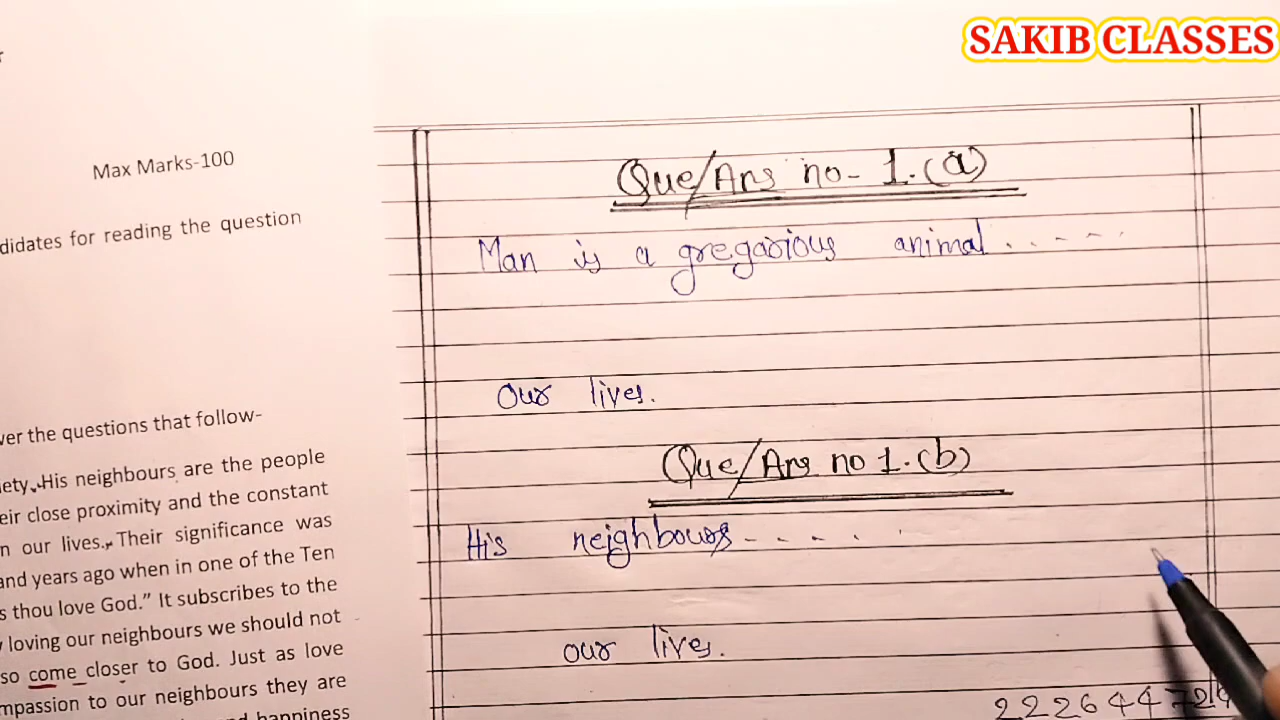 SAKIB CLASSES
Max Marks-100
didates for reading the question
ver the questions that follow-
iety. His neighbours are the people
eir close proximity and the constant
n our lives. Their significance was
and years ago when in one of the Ten
s thou love God." It subscribes to the
loving our neighbours we should not
so come closer to God. Just as love
mpassion to our neighbours they are
happiness
Que/Ans no- 1.(a)
Man is a gregarious animal......
Our lives.
Que/Ans no 1.(b)
His neighbours- - - . .
our lives.